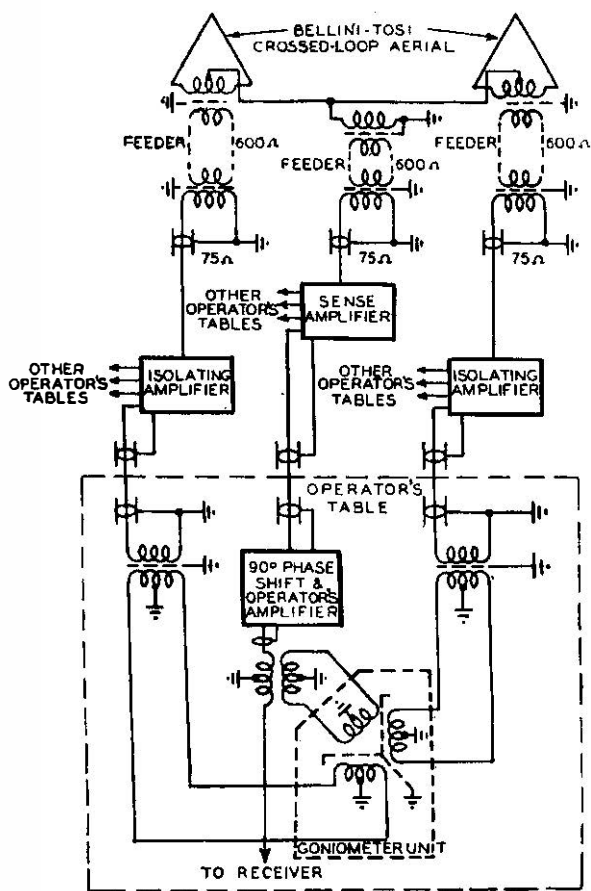 BELLINI-TOSI
CROSSED-LOOP AERIAL
FEEDER
600Ω
FEEDER
600Ω
FEEDER
600Ω
75Ω
75Ω
75Ω
OTHER
OPERATOR'S
TABLES
SENSE
AMPLIFIER
OTHER
OPERATOR'S
TABLES
ISOLATING
AMPLIFIER
OTHER
OPERATOR'S
TABLES
ISOLATING
AMPLIFIER
OPERATOR'S
TABLE
90° PHASE
SHIFT &
OPERATOR'S
AMPLIFIER
GONIOMETER UNIT
TO RECEIVER